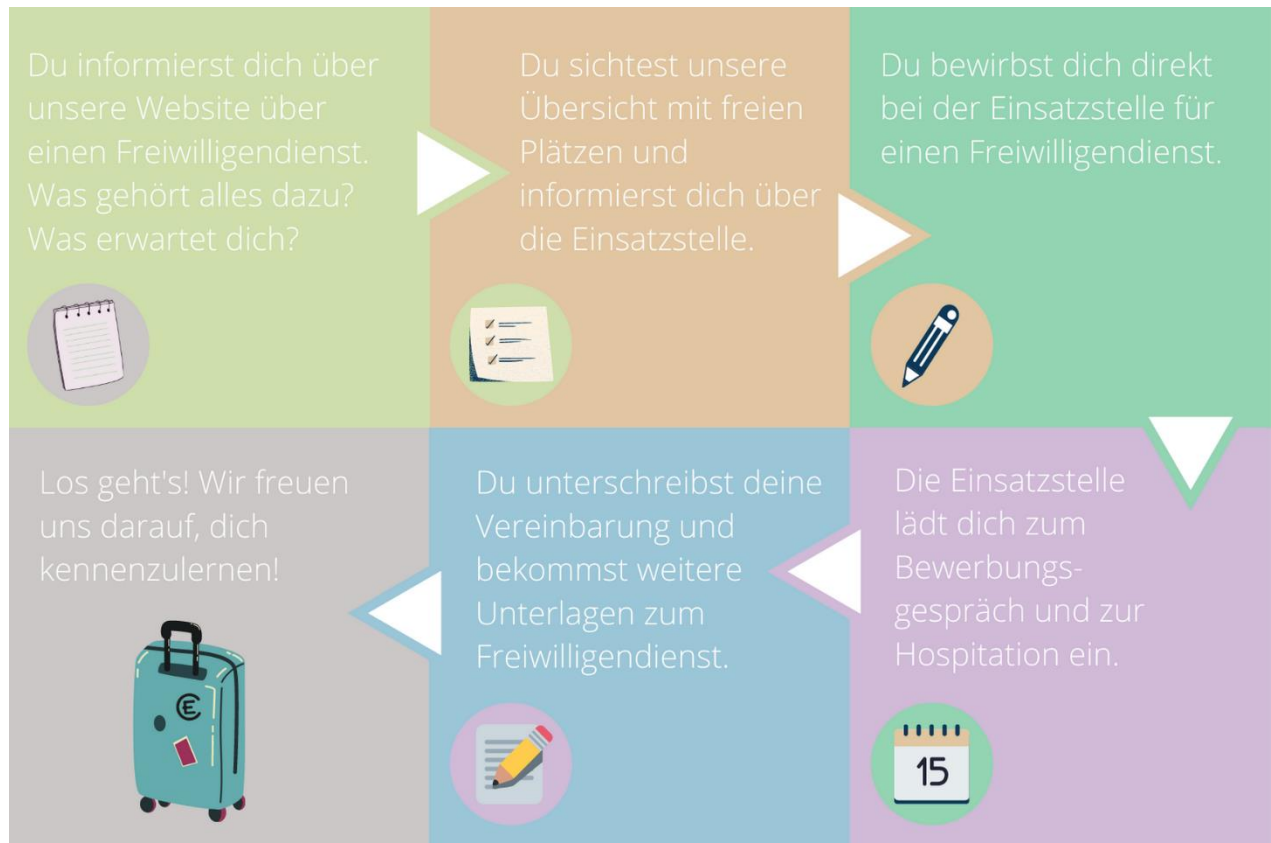 Du informierst dich über
unsere Website über
einen Freiwilligendienst.
Was gehört alles dazu?
Was erwartet dich?
Du sichtest unsere
Übersicht mit freien
Plätzen und
informierst dich über
die Einsatzstelle.
Du bewirbst dich direkt
bei der Einsatzstelle für
einen Freiwilligendienst.
Die Einsatzstelle
lädt dich zum
Bewerbungs-
gespräch und zur
Hospitation ein.
15
Du unterschreibst deine
Vereinbarung und
bekommst weitere
Unterlagen zum
Freiwilligendienst.
Los geht's! Wir freuen
uns darauf, dich
kennenzulernen!